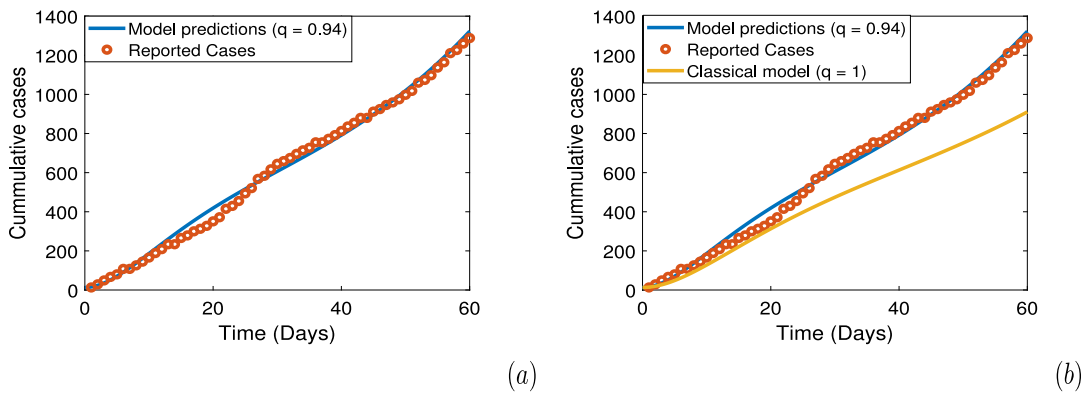 1400
1200
1000
800
600
400
200
0
Cummulative cases
Model predictions (q = 0.94)
Reported Cases
0 20 40 60
Time (Days)
(a)
1400
1200
1000
800
600
400
200
0
Cummulative cases
Model predictions (q = 0.94)
Reported Cases
Classical model (q = 1)
0 20 40 60
Time (Days)
(b)